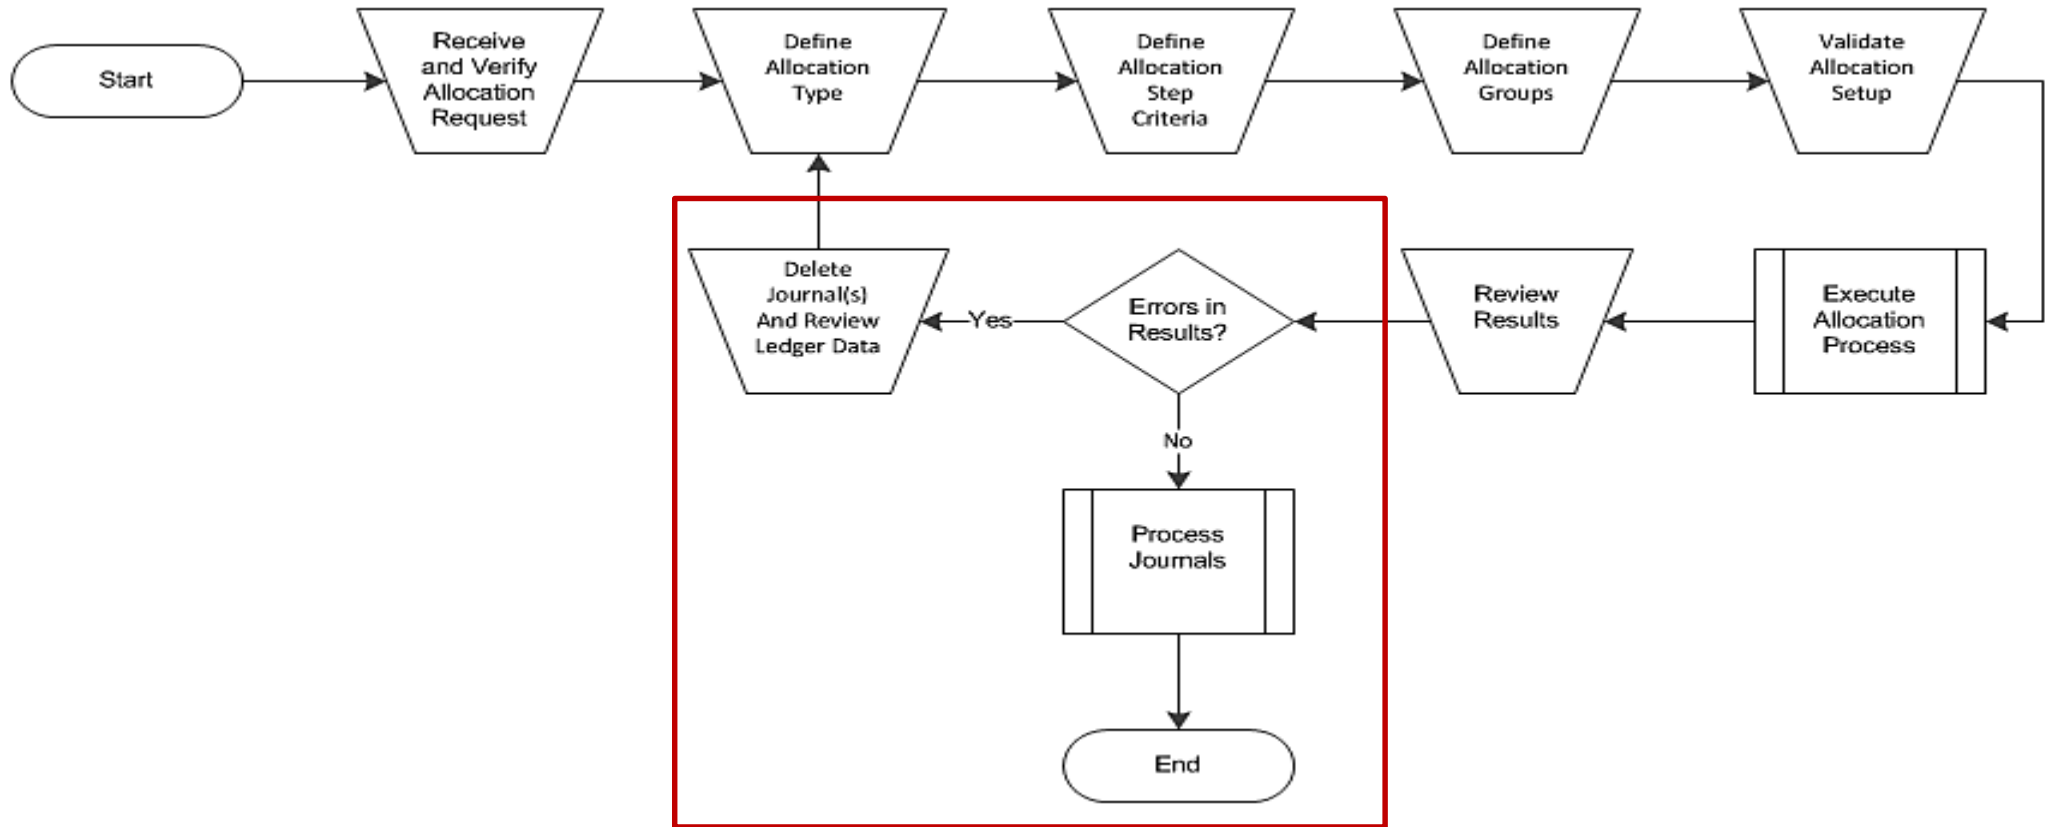 Start
Receive
and Verify
Allocation
Request
Define
Allocation
Type
Define
Allocation
Step
Criteria
Define
Allocation
Groups
Validate
Allocation
Setup
Delete
Journal(s)
And Review
Ledger Data
Yes
Errors in
Results?
Review
Results
Execute
Allocation
Process
No
Process
Journals
End